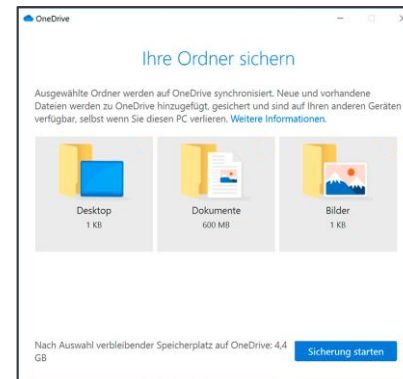 OneDrive
Ihre Ordner sichern
Ausgewählte Ordner werden auf OneDrive synchronisiert. Neue und vorhandene
Dateien werden zu OneDrive hinzugefügt, gesichert und sind auf Ihren anderen Geräten
verfügbar, selbst wenn Sie diesen PC verlieren. Weitere Informationen.
Desktop
1 KB
Dokumente
600 MB
Bilder
1 KB
Nach Auswahl verbleibender Speicherplatz auf OneDrive: 4,4
GB
Sicherung starten